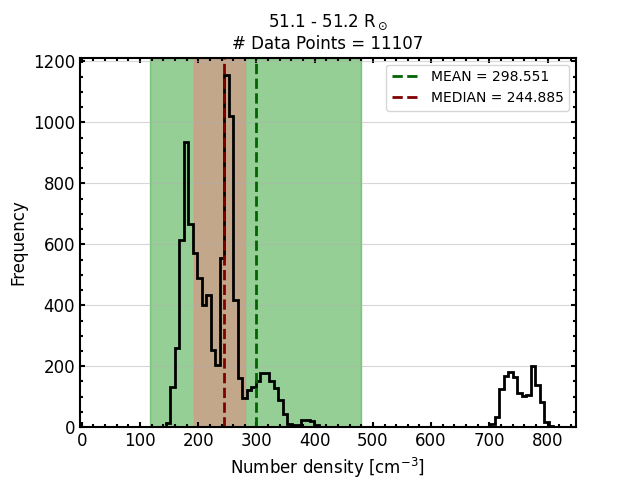 51.1 - 51.2 R⊙
# Data Points = 11107
MEAN = 298.551
MEDIAN = 244.885
1200
1000
800
600
400
200
0
Frequency
0 100 200 300 400 500 600 700 800
Number density [cm⁻³]